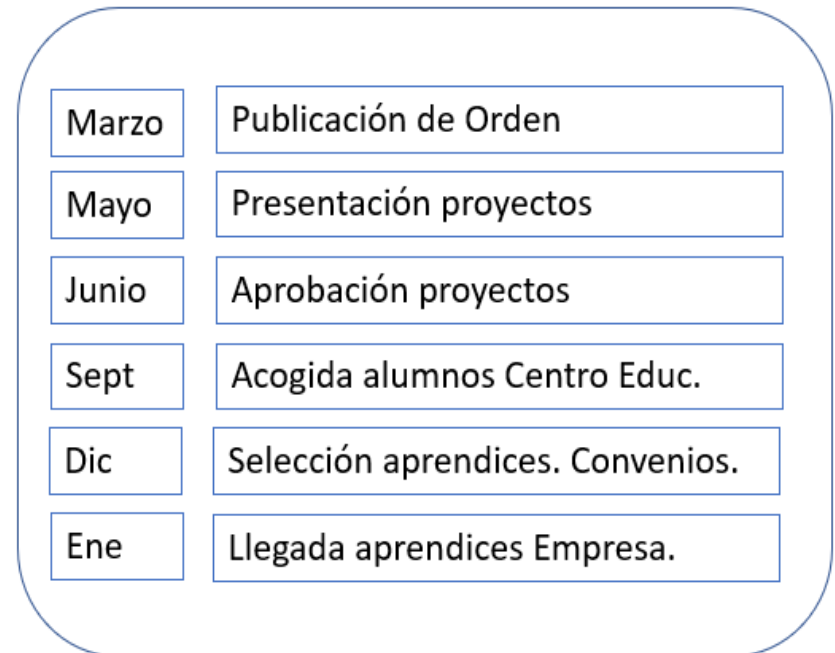 Marzo Publicación de Orden
Mayo Presentación proyectos
Junio Aprobación proyectos
Sept Acogida alumnos Centro Educ.
Dic Selección aprendices. Convenios.
Ene Llegada aprendices Empresa.